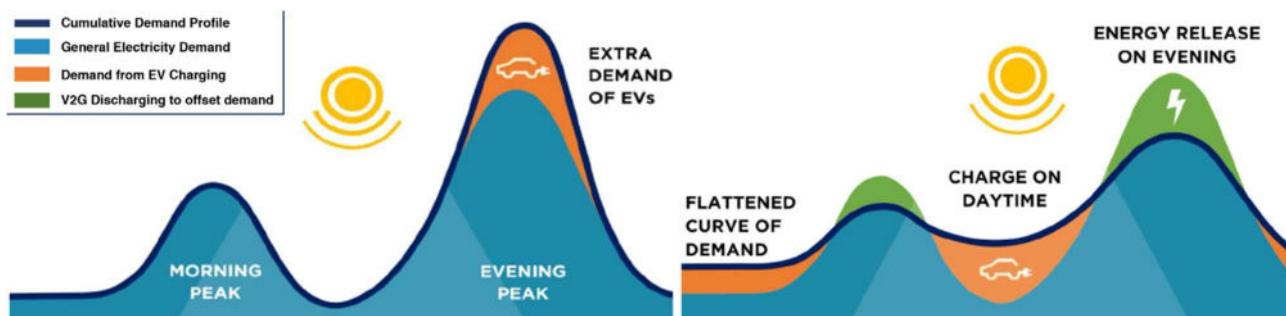 Cumulative Demand Profile
General Electricity Demand
Demand from EV Charging
V2G Discharging to offset demand
EXTRA
DEMAND
OF EVs
MORNING
PEAK
EVENING
PEAK
ENERGY RELEASE
ON EVENING
CHARGE ON
DAYTIME
FLATTENED
CURVE OF
DEMAND